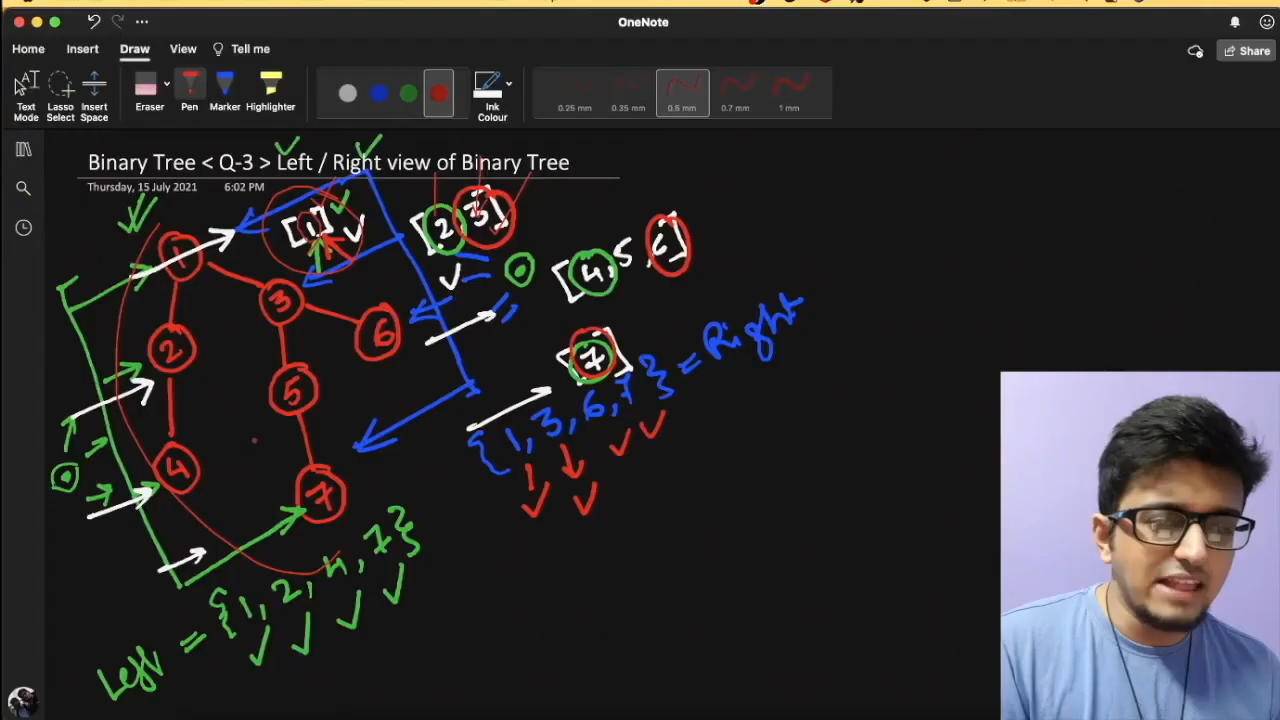 OneNote
Home Insert Draw View Tell me
Share
Text Mode
Lasso Select
Insert Space
Eraser
Pen
Marker
Highlighter
0.25 mm
0.35 mm
0.5 mm
0.7 mm
1 mm
Ink Colour
Binary Tree < Q-3 > Left / Right view of Binary Tree
Thursday, 15 July 2021 6:02 PM
[1]
[2, 3]
[4, 5, 6]
[7]
1
3
2
6
5
4
7
{1, 3, 6, 7} = Right
Left = {1, 2, 4, 7}